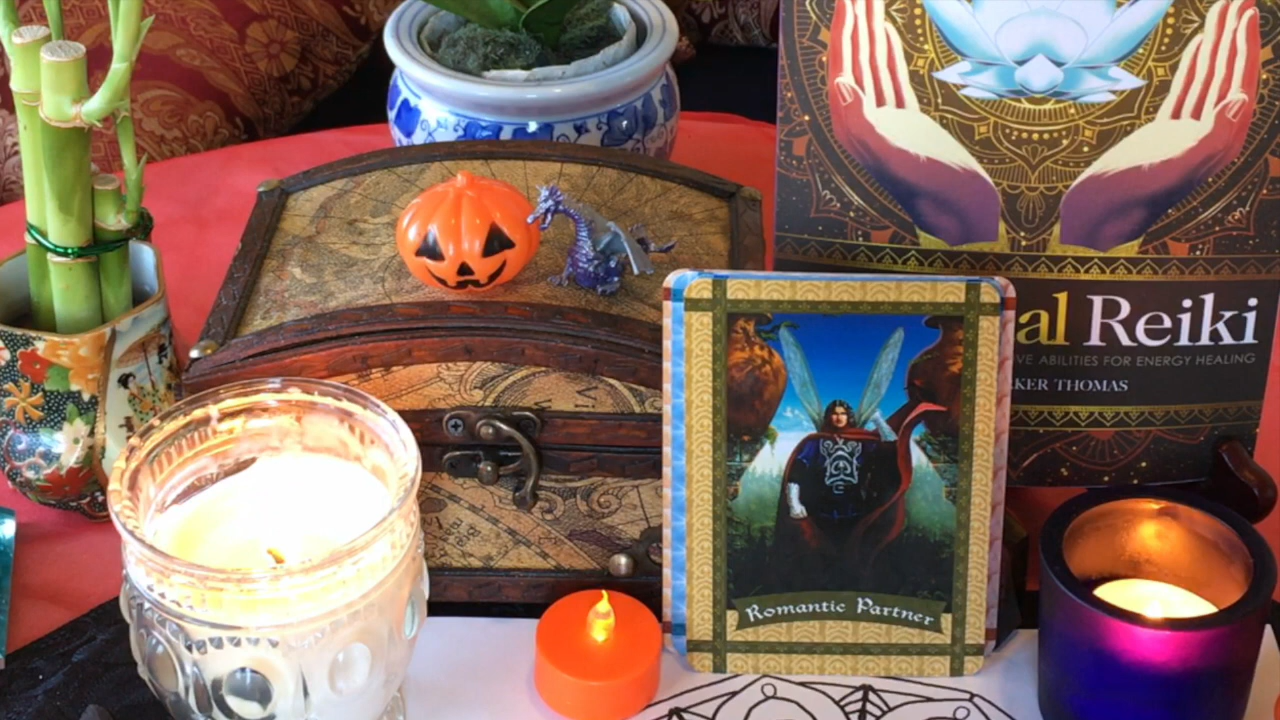 al Reiki
VE ABILITIES FOR ENERGY HEALING
KER THOMAS
Romantic Partner